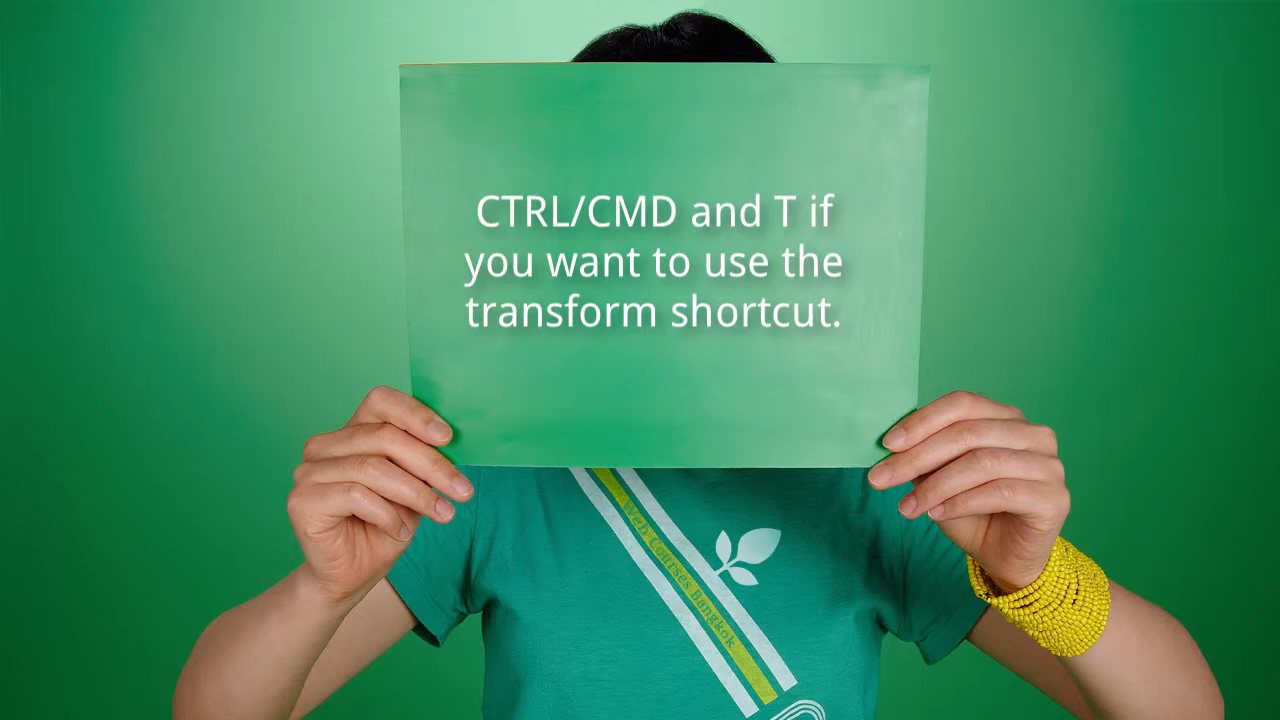 CTRL/CMD and T if
you want to use the
transform shortcut.
Web Courses Bangkok